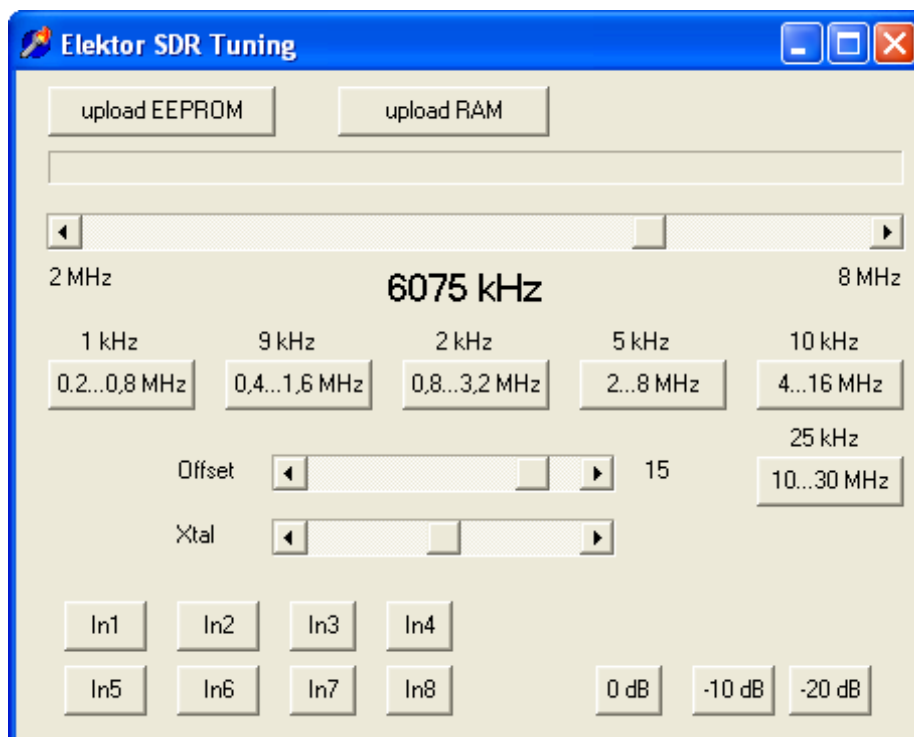 Elektor SDR Tuning
upload EEPROM upload RAM
2 MHz 6075 kHz 8 MHz
1 kHz 9 kHz 2 kHz 5 kHz 10 kHz
0.2...0,8 MHz 0,4...1,6 MHz 0,8...3,2 MHz 2...8 MHz 4...16 MHz
25 kHz
Offset 15 10...30 MHz
Xtal
In1 In2 In3 In4
In5 In6 In7 In8 0 dB -10 dB -20 dB